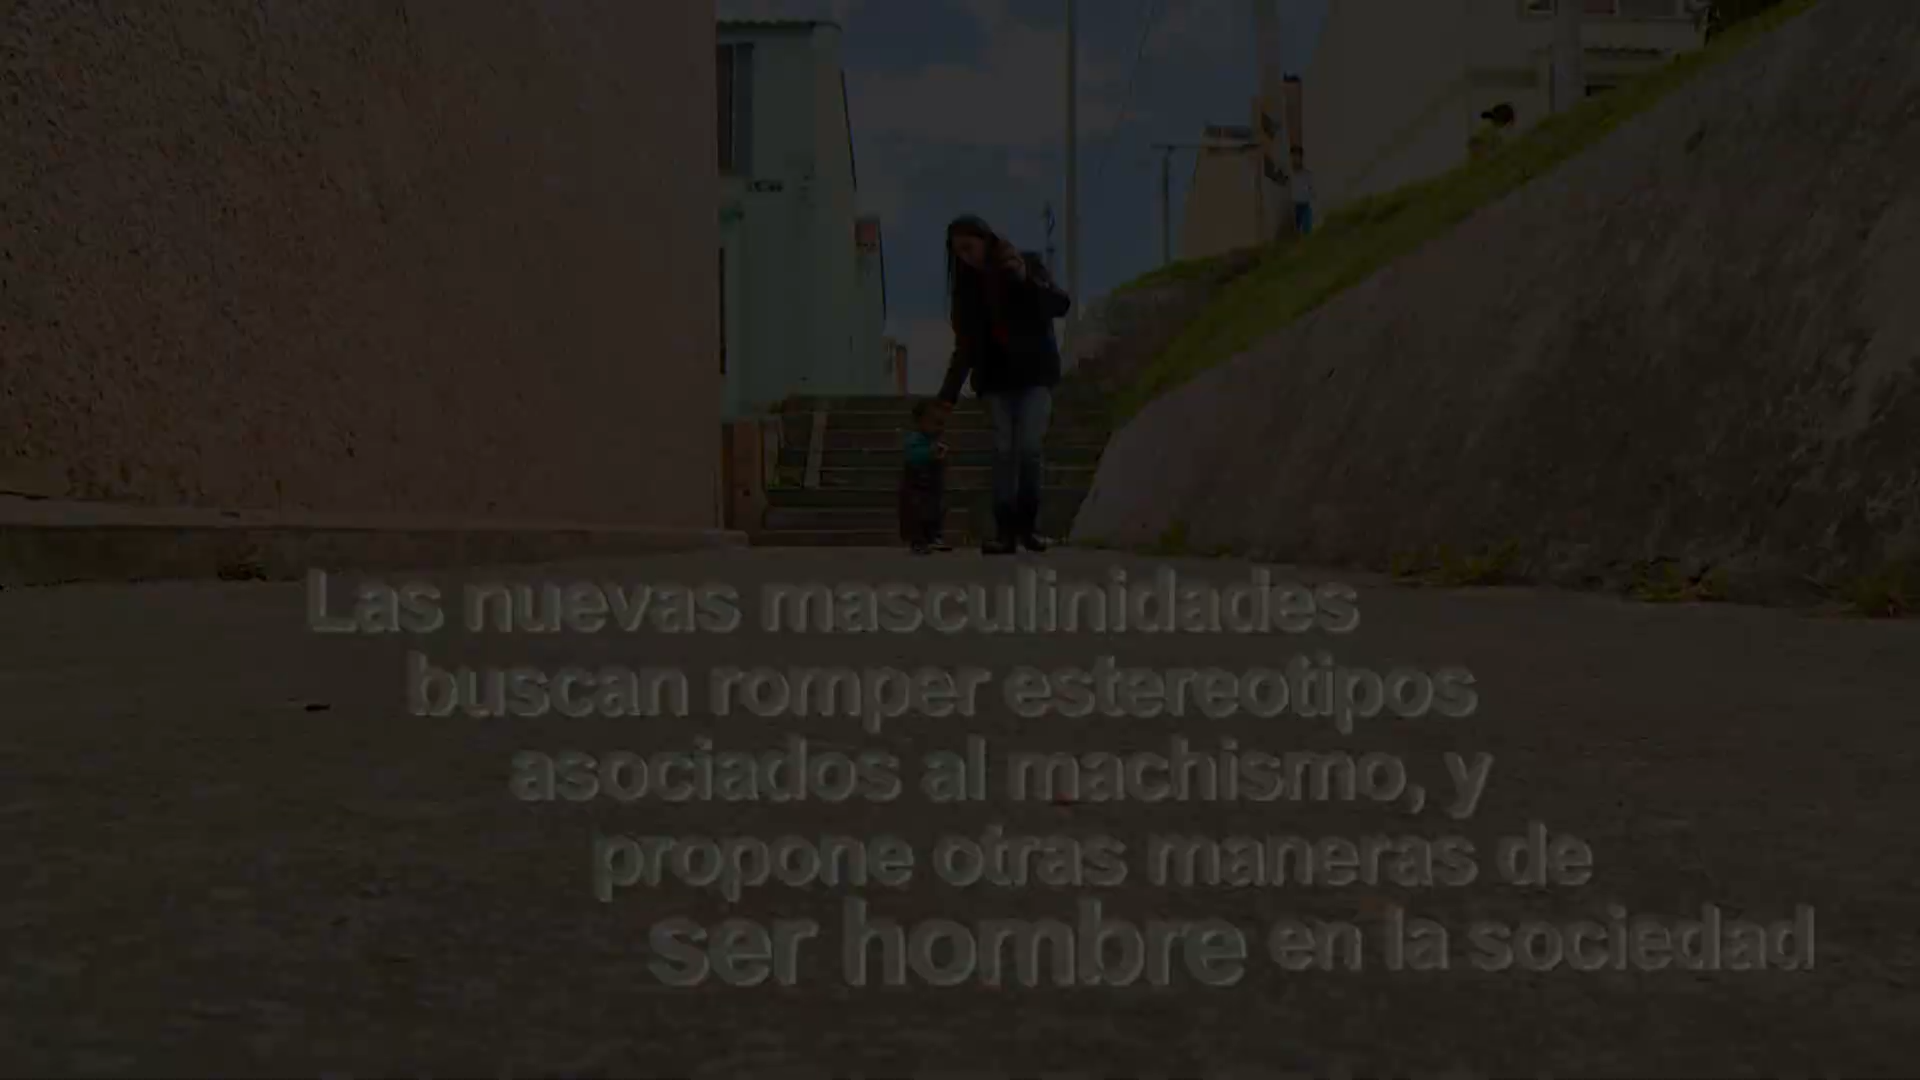 Las nuevas masculinidades
buscan romper estereotipos
asociados al machismo, y
propone otras maneras de
ser hombre en la sociedad